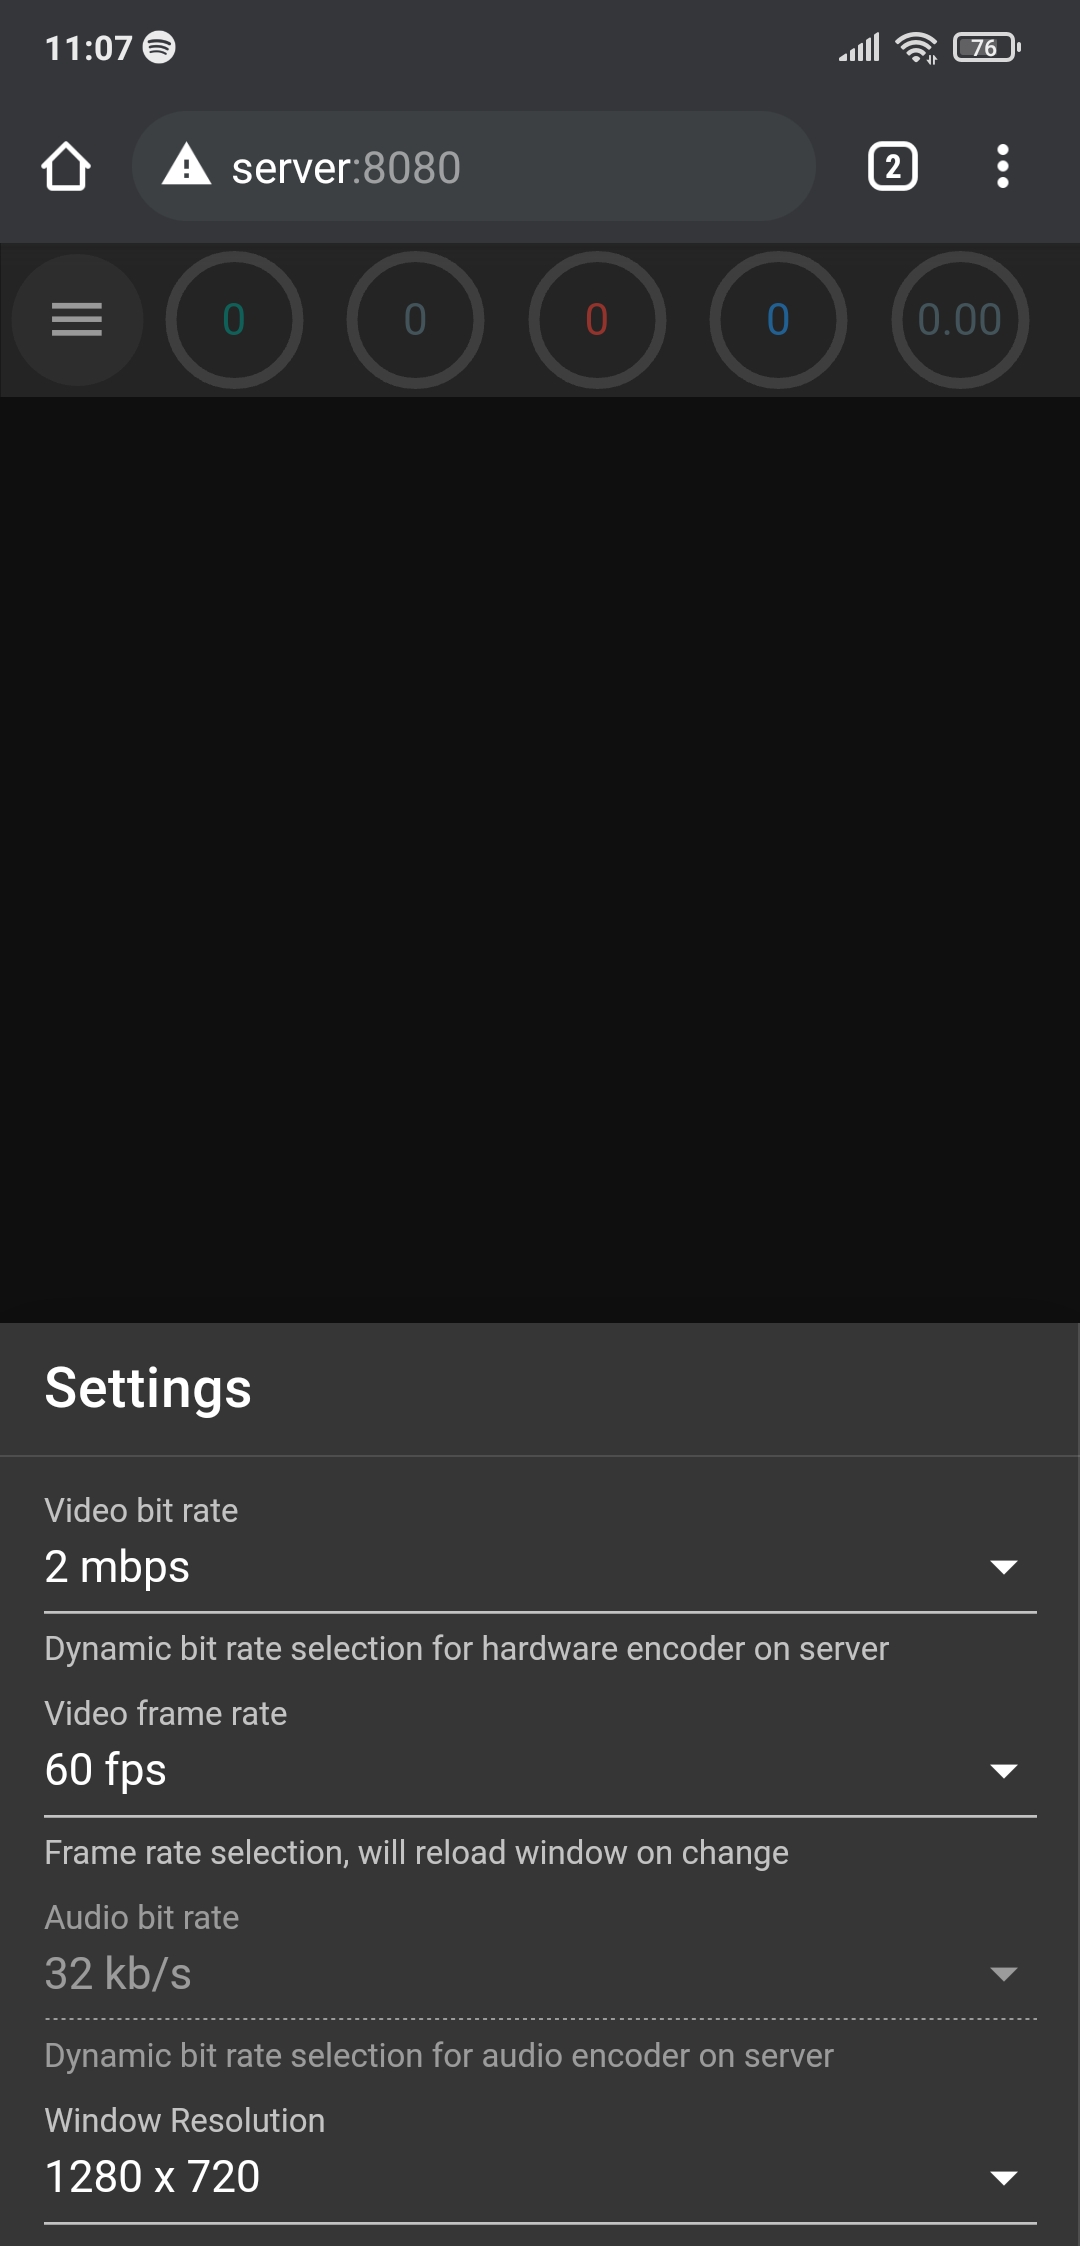 11:07
76
server:8080
2
0
0
0
0
0.00
Settings
Video bit rate
2 mbps
Dynamic bit rate selection for hardware encoder on server
Video frame rate
60 fps
Frame rate selection, will reload window on change
Audio bit rate
32 kb/s
Dynamic bit rate selection for audio encoder on server
Window Resolution
1280 x 720